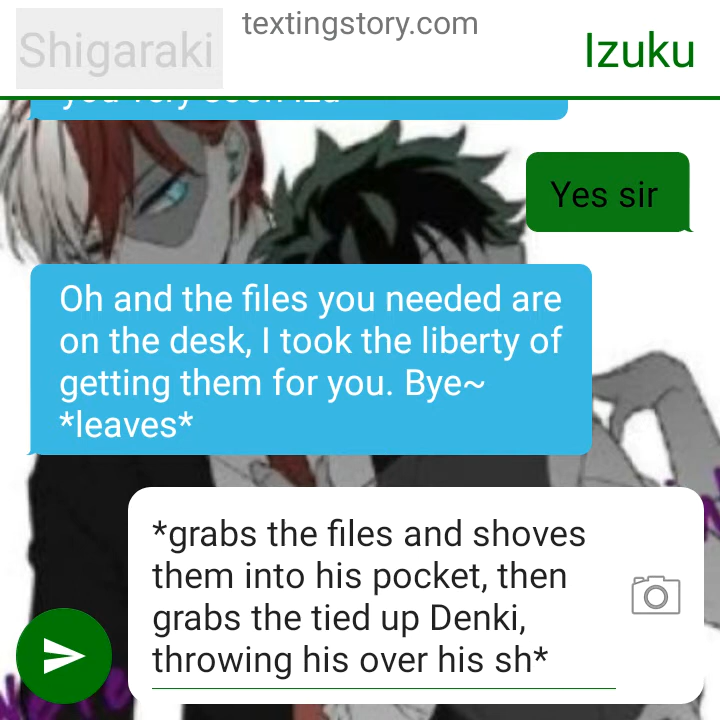 textingstory.com
Shigaraki
Izuku
Yes sir
Oh and the files you needed are
on the desk, I took the liberty of
getting them for you. Bye~
*leaves*
*grabs the files and shoves
them into his pocket, then
grabs the tied up Denki,
throwing his over his sh*